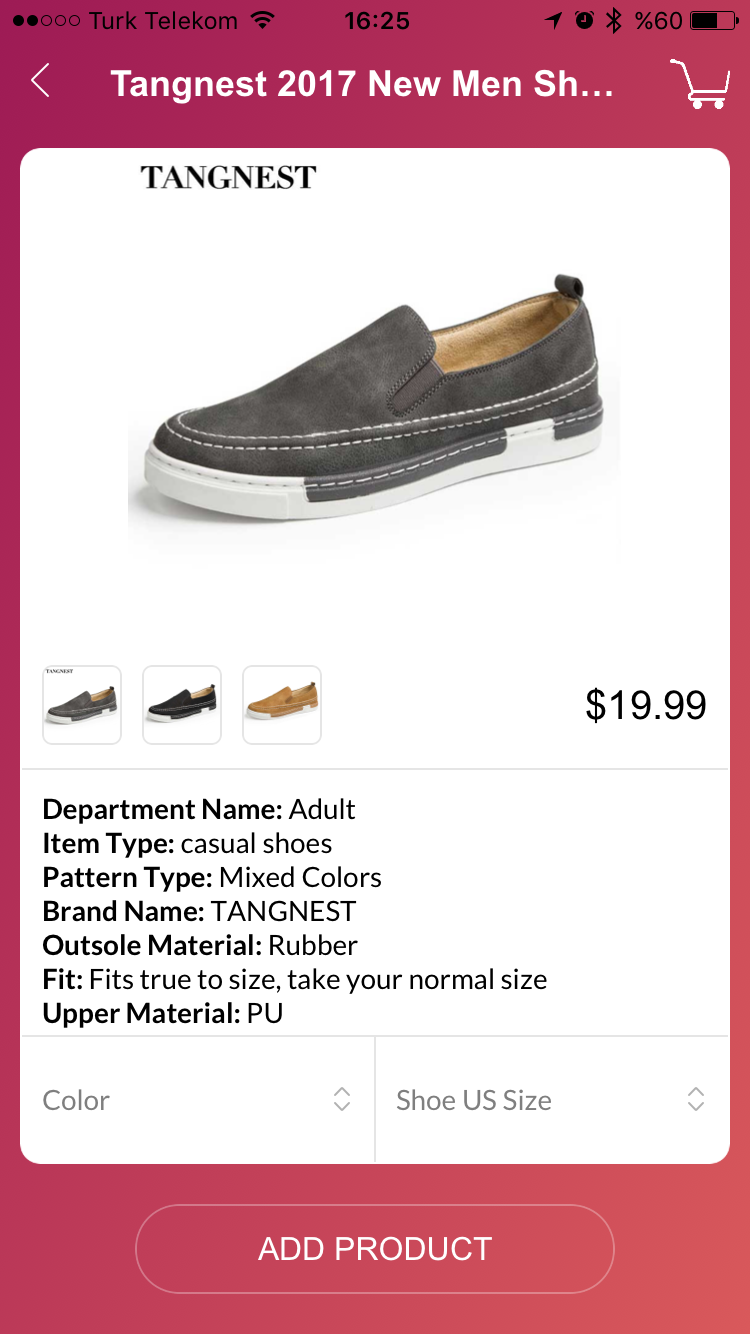 Turk Telekom 16:25 %60
Tangnest 2017 New Men Sh...
TANGNEST
TANGNEST
$19.99
Department Name: Adult
Item Type: casual shoes
Pattern Type: Mixed Colors
Brand Name: TANGNEST
Outsole Material: Rubber
Fit: Fits true to size, take your normal size
Upper Material: PU
Color
Shoe US Size
ADD PRODUCT